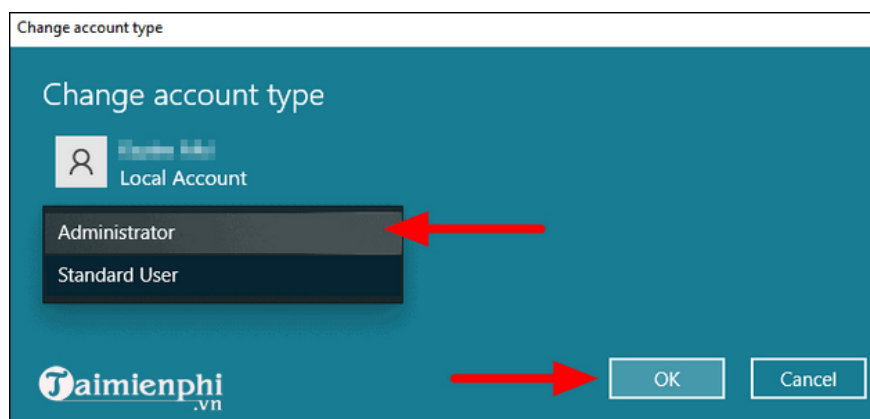 Change account type
Change account type
Local Account
Administrator
Standard User
Taimienphi
.vn
OK
Cancel